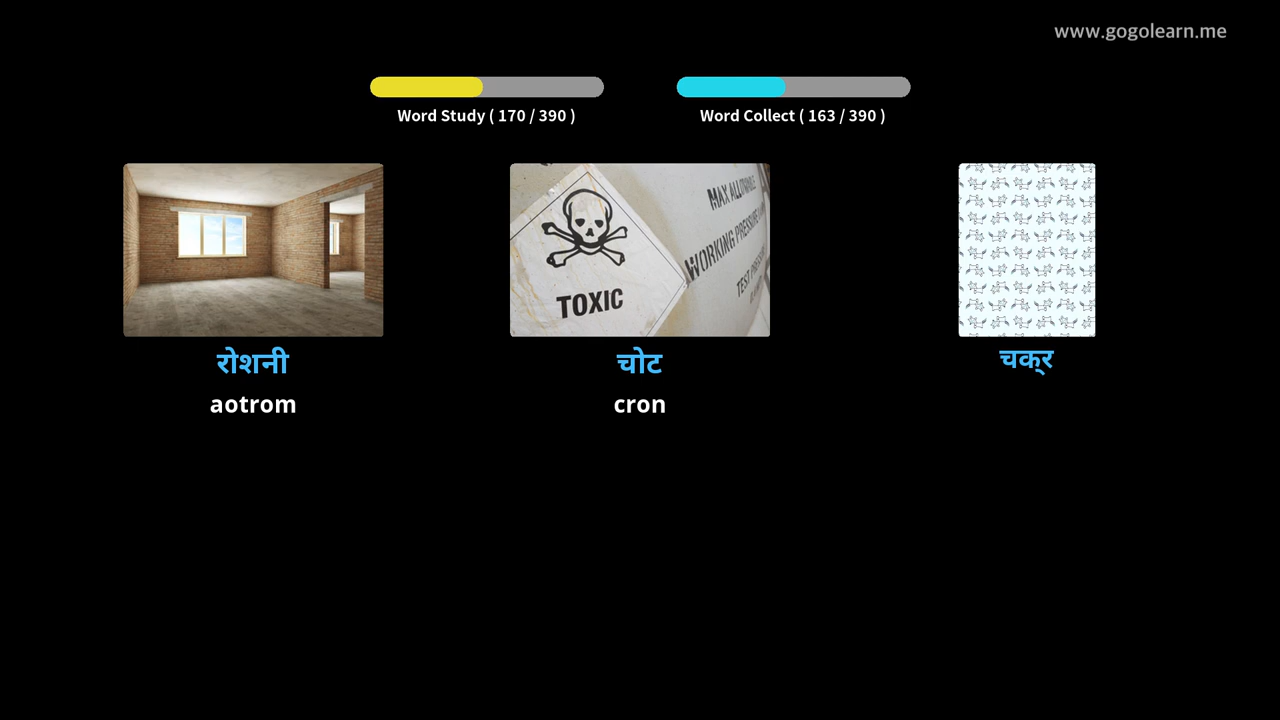 www.gogolearn.me
Word Study ( 170 / 390 )
Word Collect ( 163 / 390 )
TOXIC
MAX ALLOWABLE
WORKING PRESSURE
TEST
रोशनी
चोट
चक्र
aotrom
cron